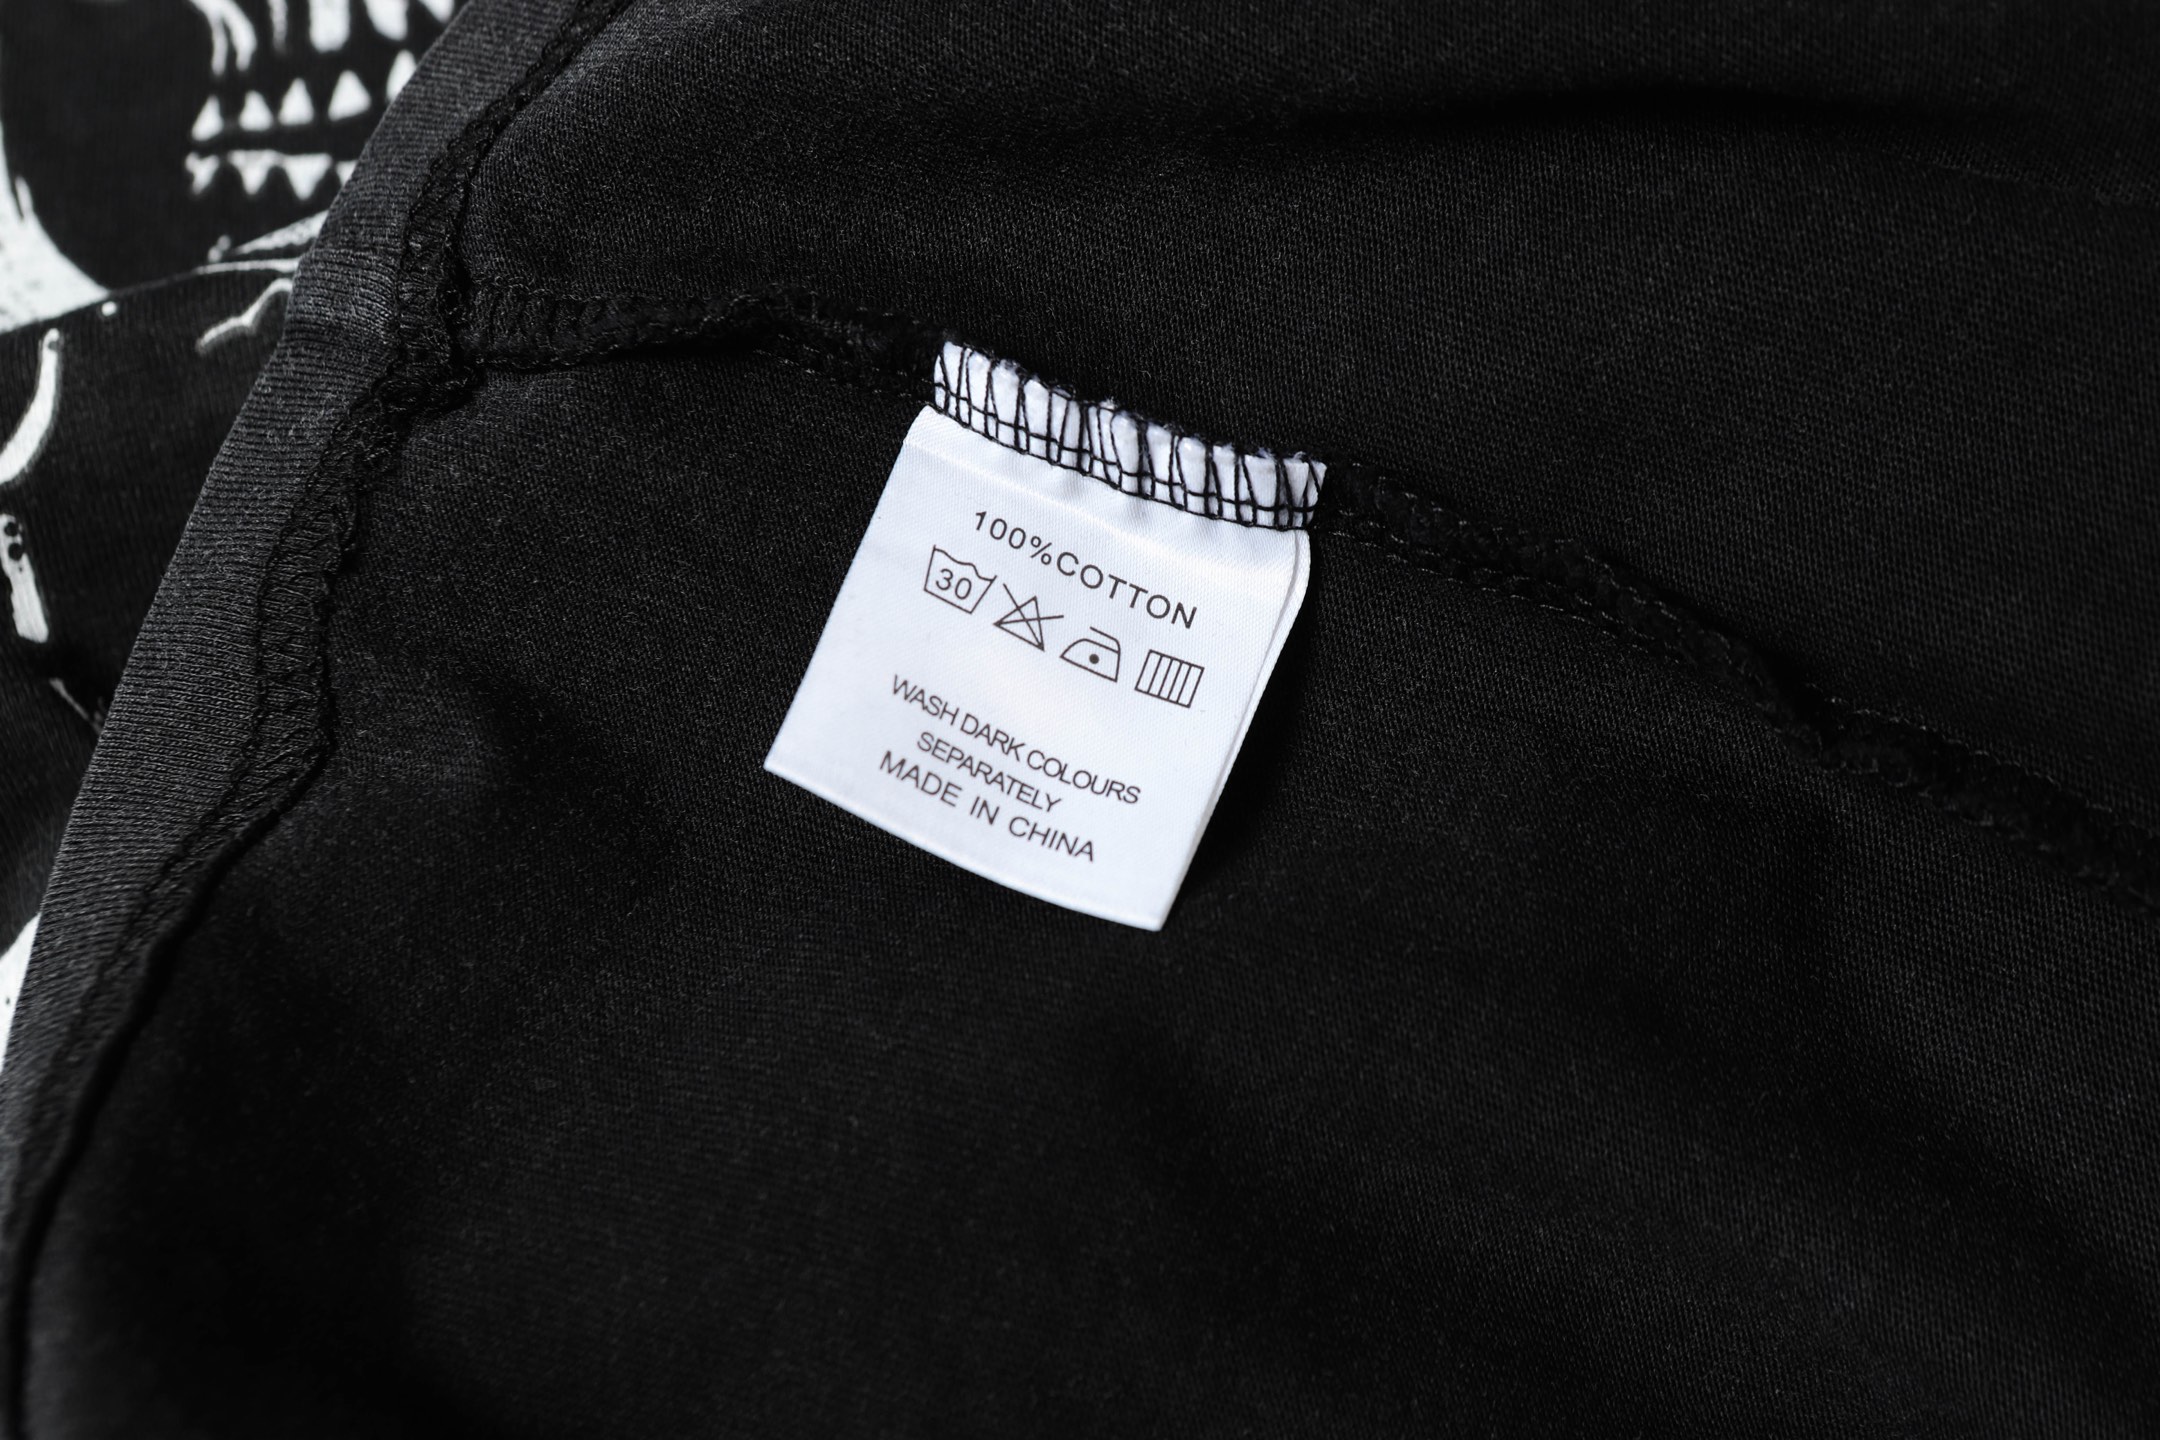 100%COTTON
30
WASH DARK COLOURS
SEPARATELY
MADE IN CHINA